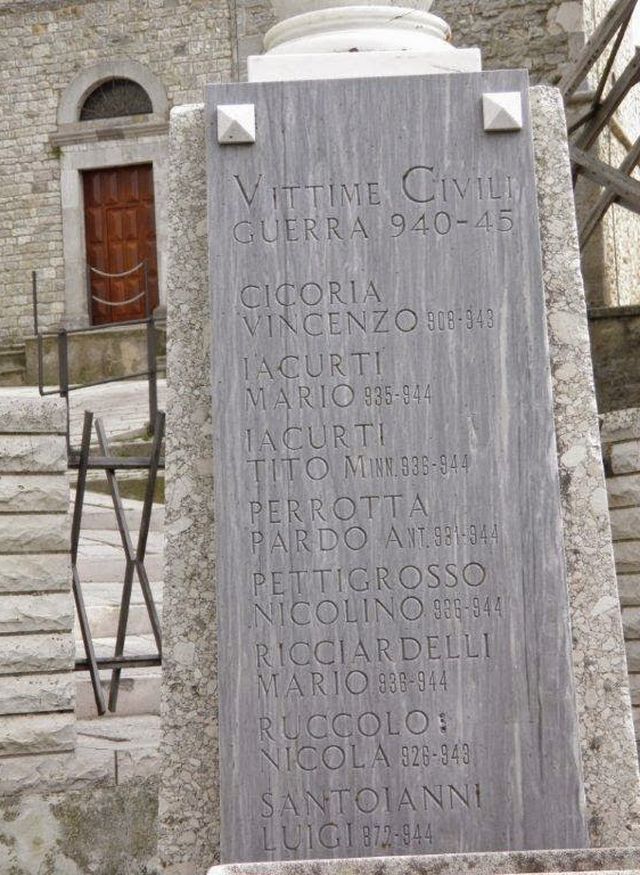 VITTIME CIVILI
GUERRA 940-45
CICORIA
VINCENZO 908-943
IACURTI
MARIO 935-944
IACURTI
TITO MINN. 936-944
PERROTTA
PARDO ANT. 931-944
PETTIGROSSO
NICOLINO 936-944
RICCIARDELLI
MARIO 936-944
RUCCOLO
NICOLA 926-943
SANTOIANNI
LUIGI 872-944